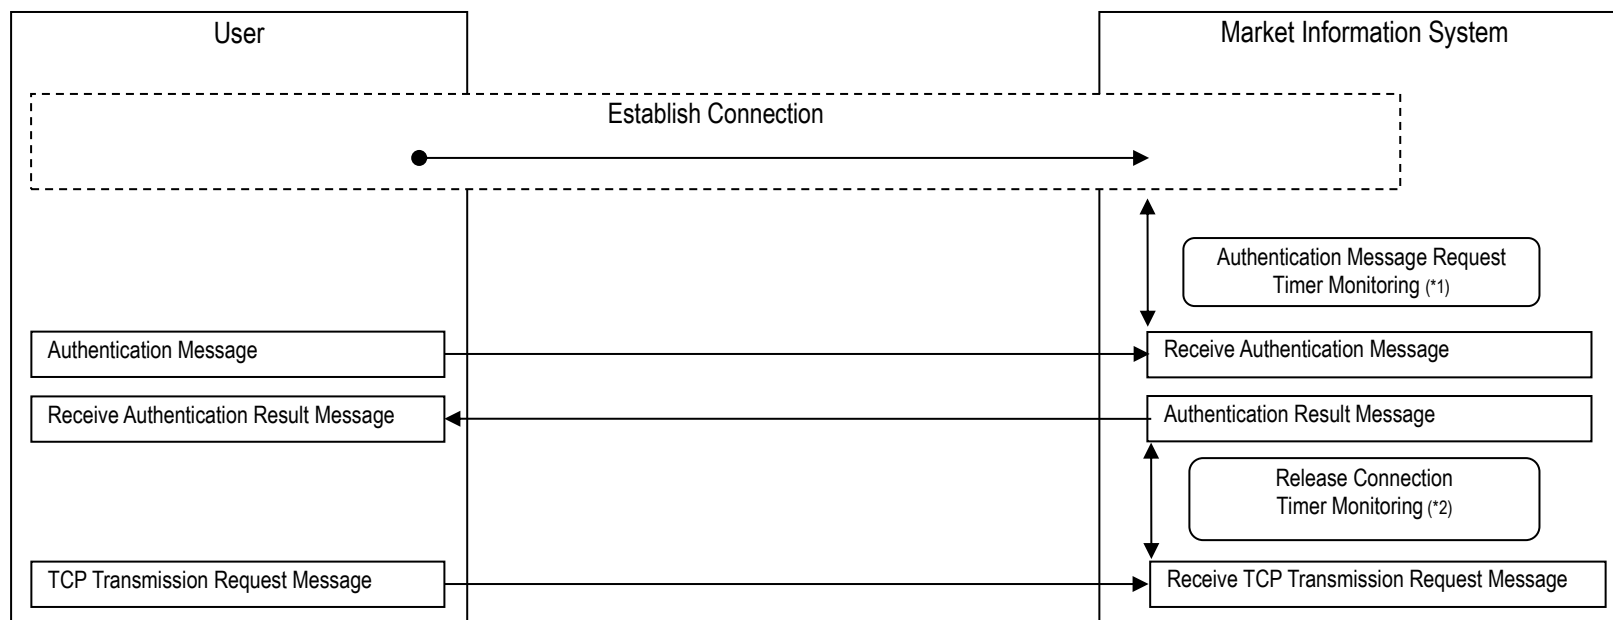 User
Market Information System
Establish Connection
Authentication Message Request
Timer Monitoring (*1)
Authentication Message
Receive Authentication Message
Receive Authentication Result Message
Authentication Result Message
Release Connection
Timer Monitoring (*2)
TCP Transmission Request Message
Receive TCP Transmission Request Message